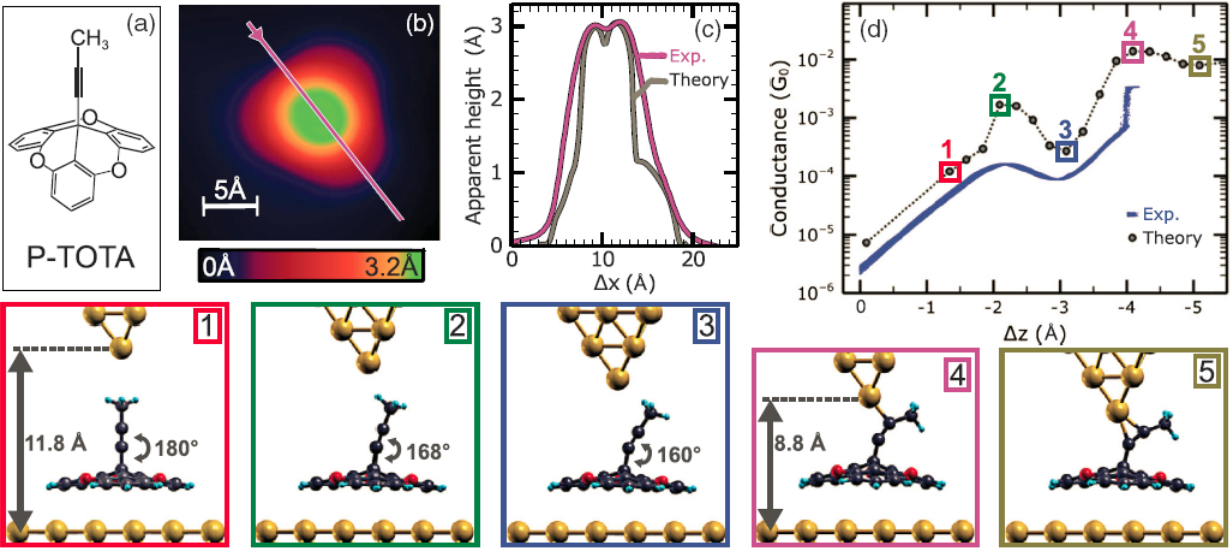 (a)
CH₃
O
O
O
P-TOTA
(b)
5Å
0Å 3.2Å
(c)
Apparent height (Å)
3
2
1
0
Exp.
Theory
0 10 20
Δx (Å)
(d)
Conductance (G₀)
10⁻²
10⁻³
10⁻⁴
10⁻⁵
10⁻⁶
1
2
3
4
5
Exp.
Theory
0 -1 -2 -3 -4 -5
Δz (Å)
1
11.8 Å
180°
2
168°
3
160°
4
8.8 Å
5